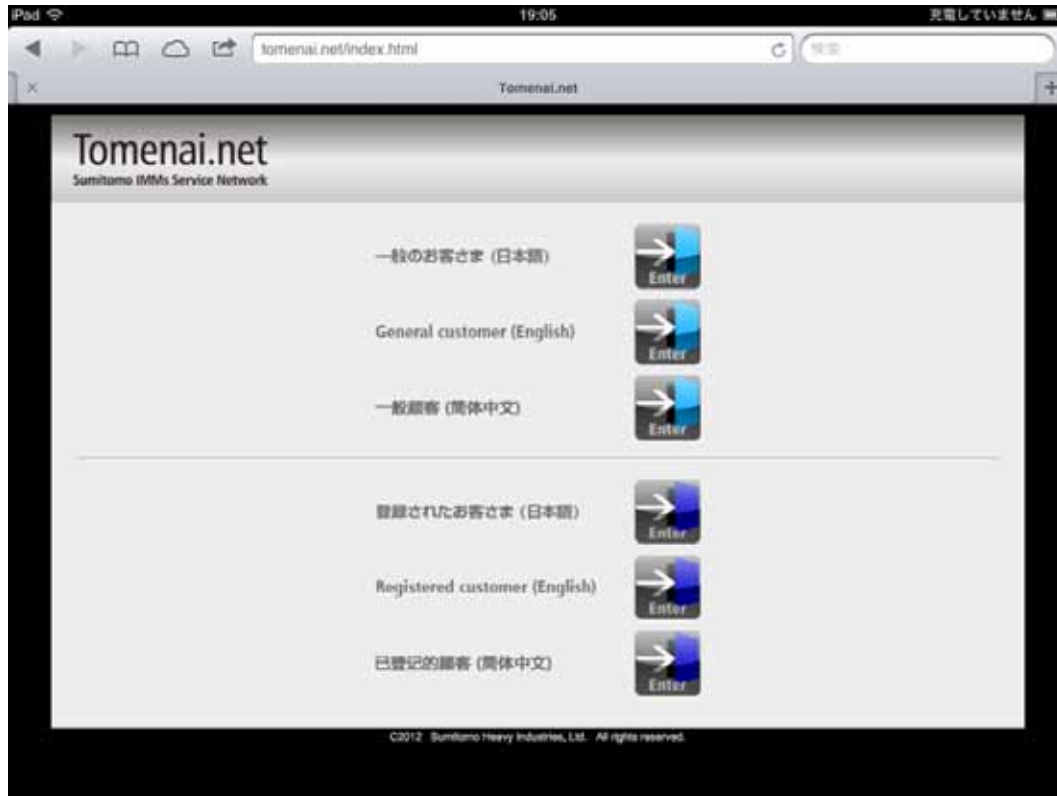 iPad 19:05 充電していません
tomenai.net/index.html 検索
Tomenai.net
Tomenai.net
Sumitomo IMMs Service Network
一般のお客さま (日本語)
Enter
General customer (English)
Enter
一般顧客 (简体中文)
Enter
登録されたお客さま (日本語)
Enter
Registered customer (English)
Enter
已登记的顧客 (简体中文)
Enter
C2012 Sumitomo Heavy Industries, Ltd. All rights reserved.